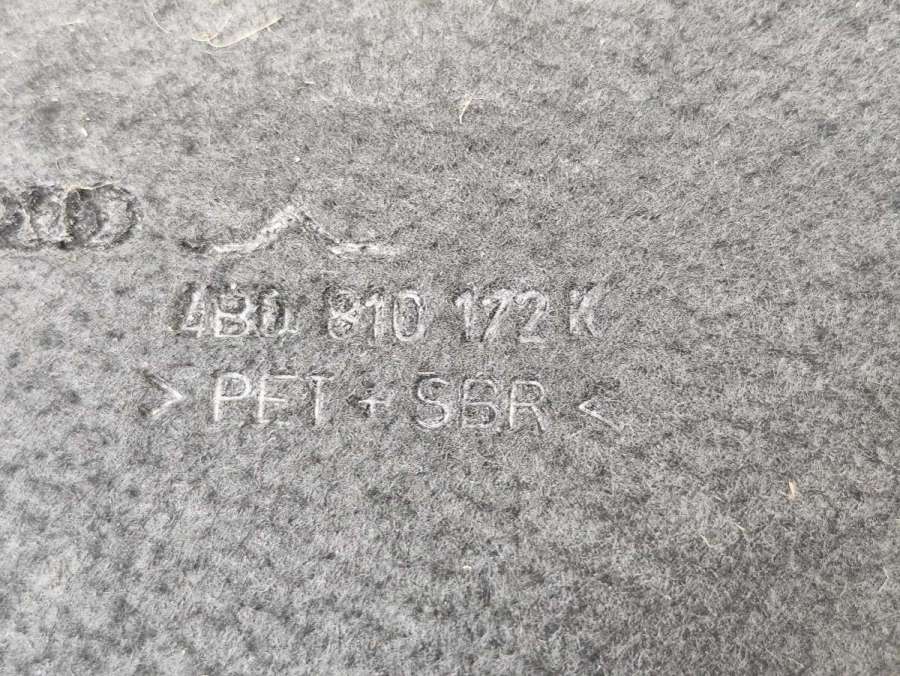 4B0 810 172 K
> PET + SBR <